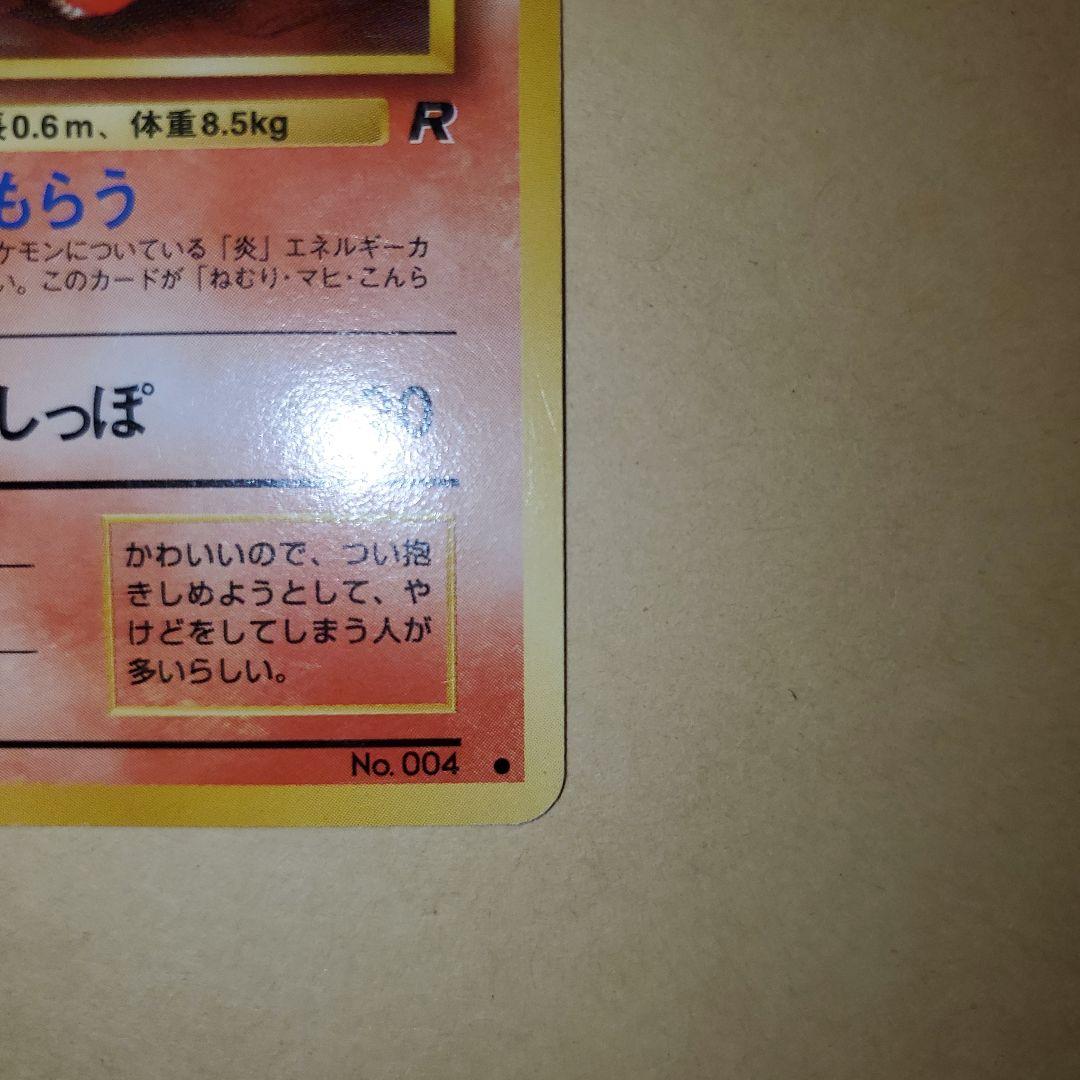 長0.6m、体重8.5kg R
もらう
ケモンについている「炎」エネルギーカ
い。このカードが「ねむり・マヒ・こんら
しっぽ
かわいいので、つい抱
きしめようとして、や
けどをしてしまう人が
多いらしい。
No. 004 ●